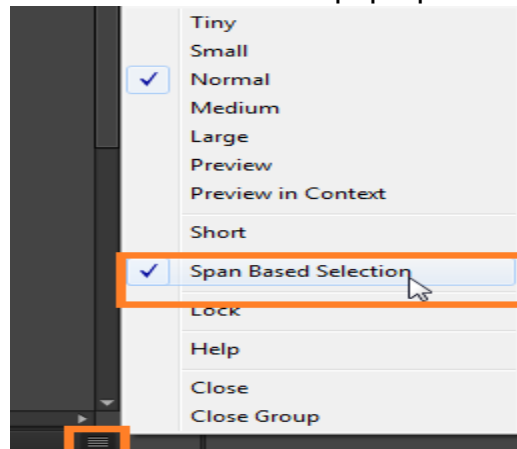 Tiny
Small
Normal
Medium
Large
Preview
Preview in Context
Short
Span Based Selection
Lock
Help
Close
Close Group